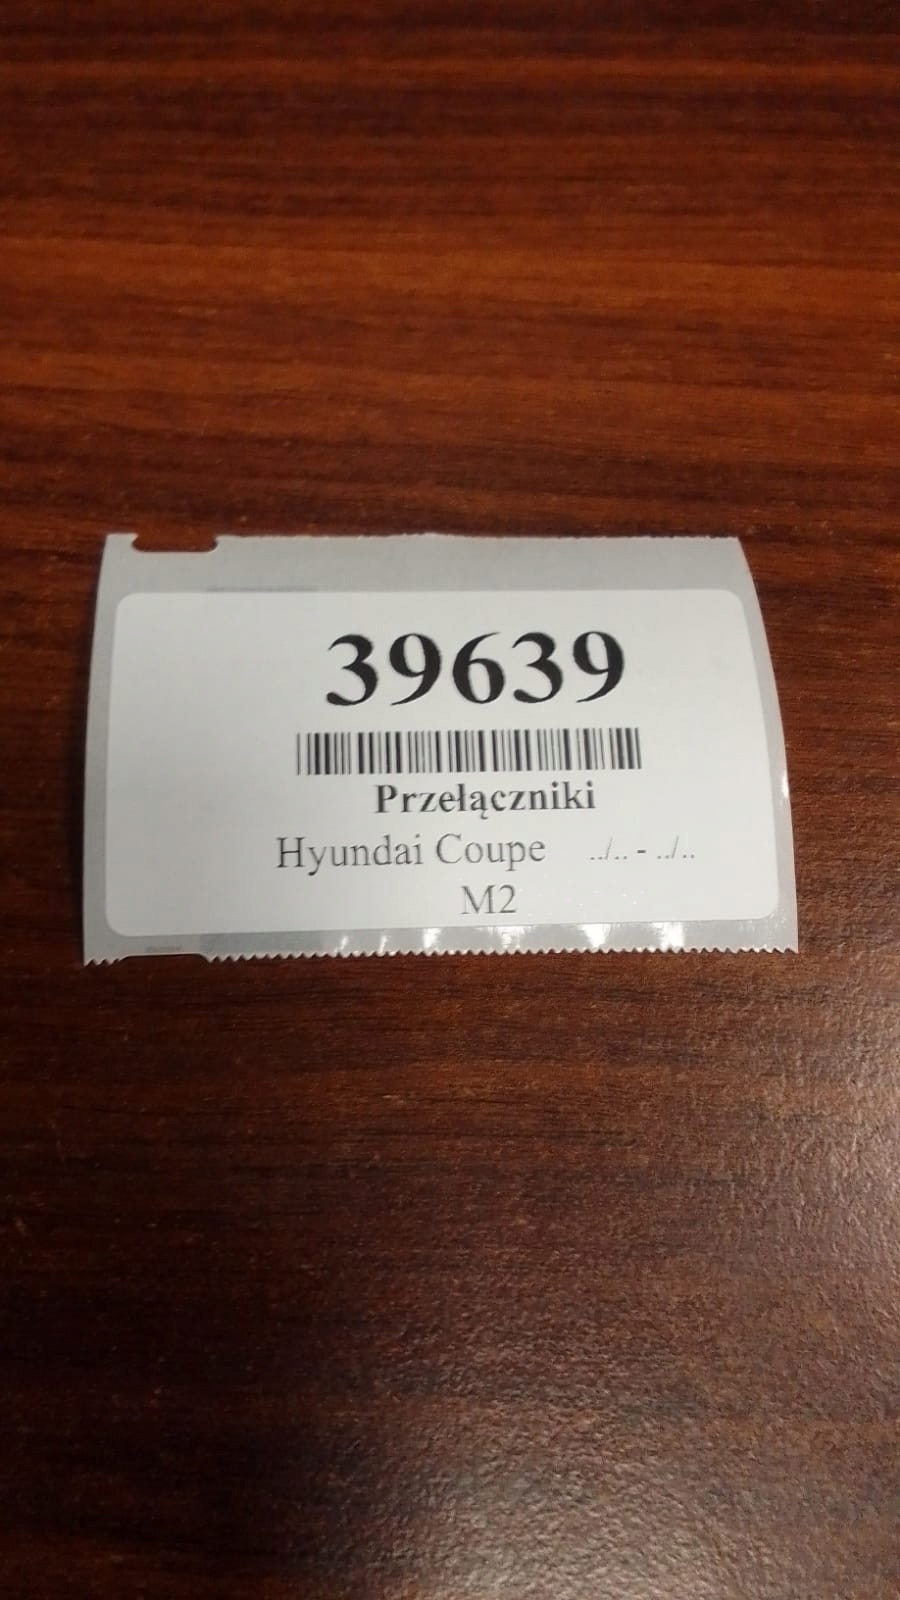 39639
Przełączniki
Hyundai Coupe ../.. - ../..
M2